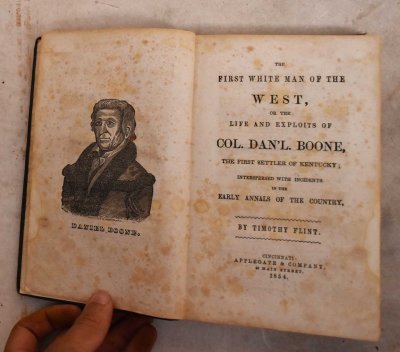 DANIEL BOONE.
THE
FIRST WHITE MAN OF THE
WEST,
OR THE
LIFE AND EXPLOITS OF
COL. DAN'L. BOONE,
THE FIRST SETTLER OF KENTUCKY;
INTERSPERSED WITH INCIDENTS
IN THE
EARLY ANNALS OF THE COUNTRY,
BY TIMOTHY FLINT.
CINCINNATI:
APPLEGATE & COMPANY,
43 MAIN STREET.
1854.